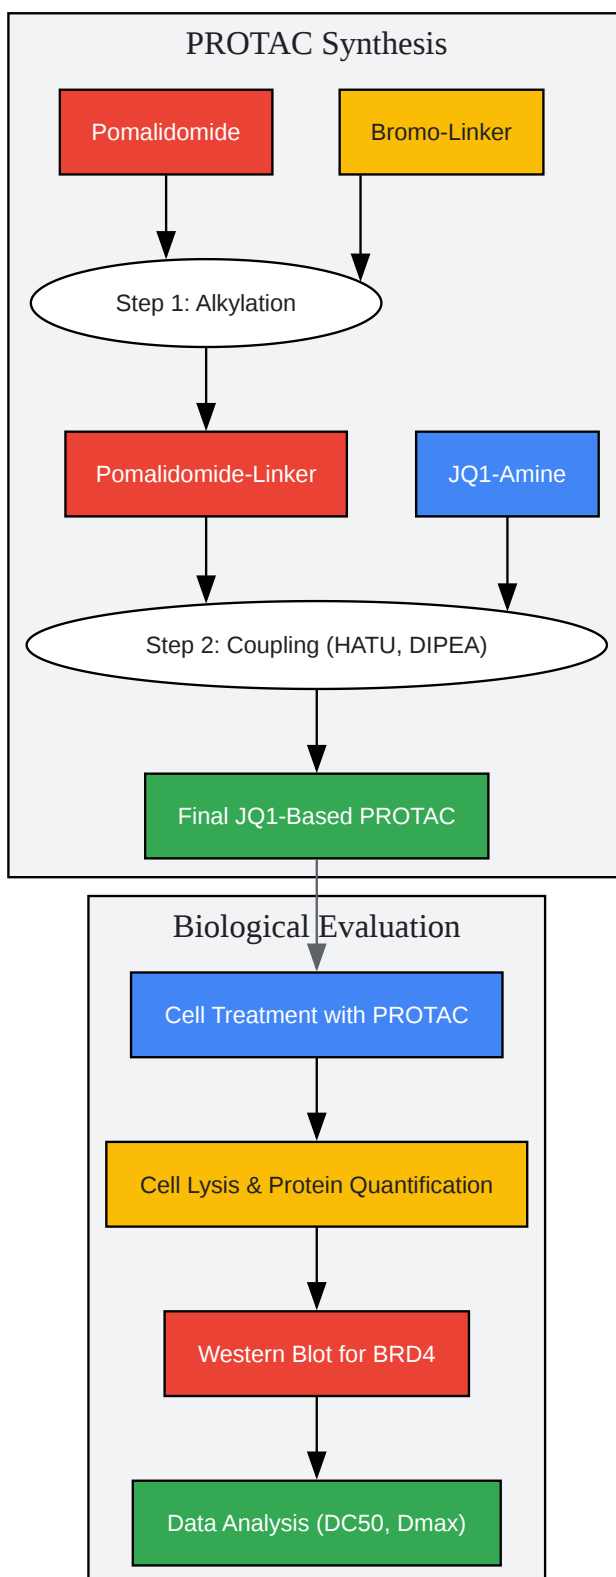 PROTAC Synthesis
Pomalidomide
Bromo-Linker
Step 1: Alkylation
Pomalidomide-Linker
JQ1-Amine
Step 2: Coupling (HATU, DIPEA)
Final JQ1-Based PROTAC
Biological Evaluation
Cell Treatment with PROTAC
Cell Lysis & Protein Quantification
Western Blot for BRD4
Data Analysis (DC50, Dmax)